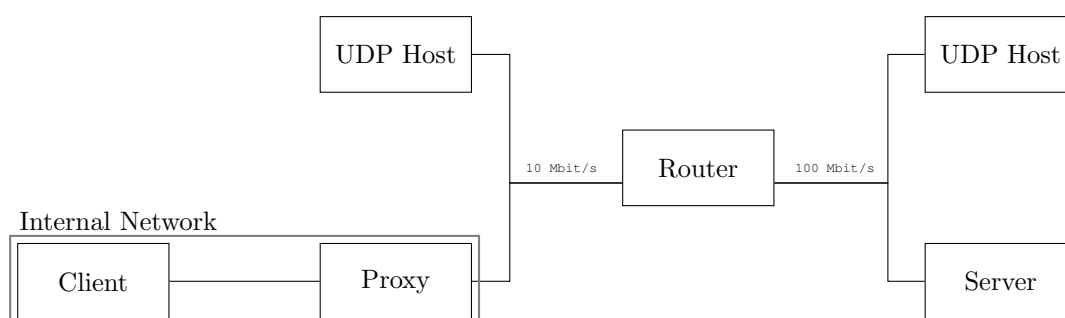 UDP Host
UDP Host
10 Mbit/s
Router
100 Mbit/s
Internal Network
Client
Proxy
Server